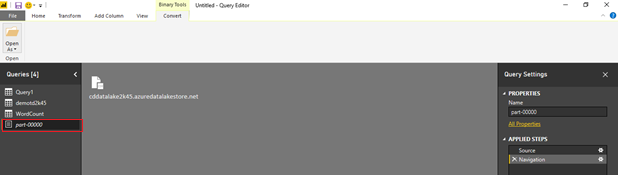 Binary Tools
Untitled - Query Editor
File
Home
Transform
Add Column
View
Convert
Open
As
Open
Queries [4]
Query1
demotd2k45
WordCount
part-00000
cddatalake2k45.azuredatalakestore.net
Query Settings
PROPERTIES
Name
part-00000
All Properties
APPLIED STEPS
Source
Navigation